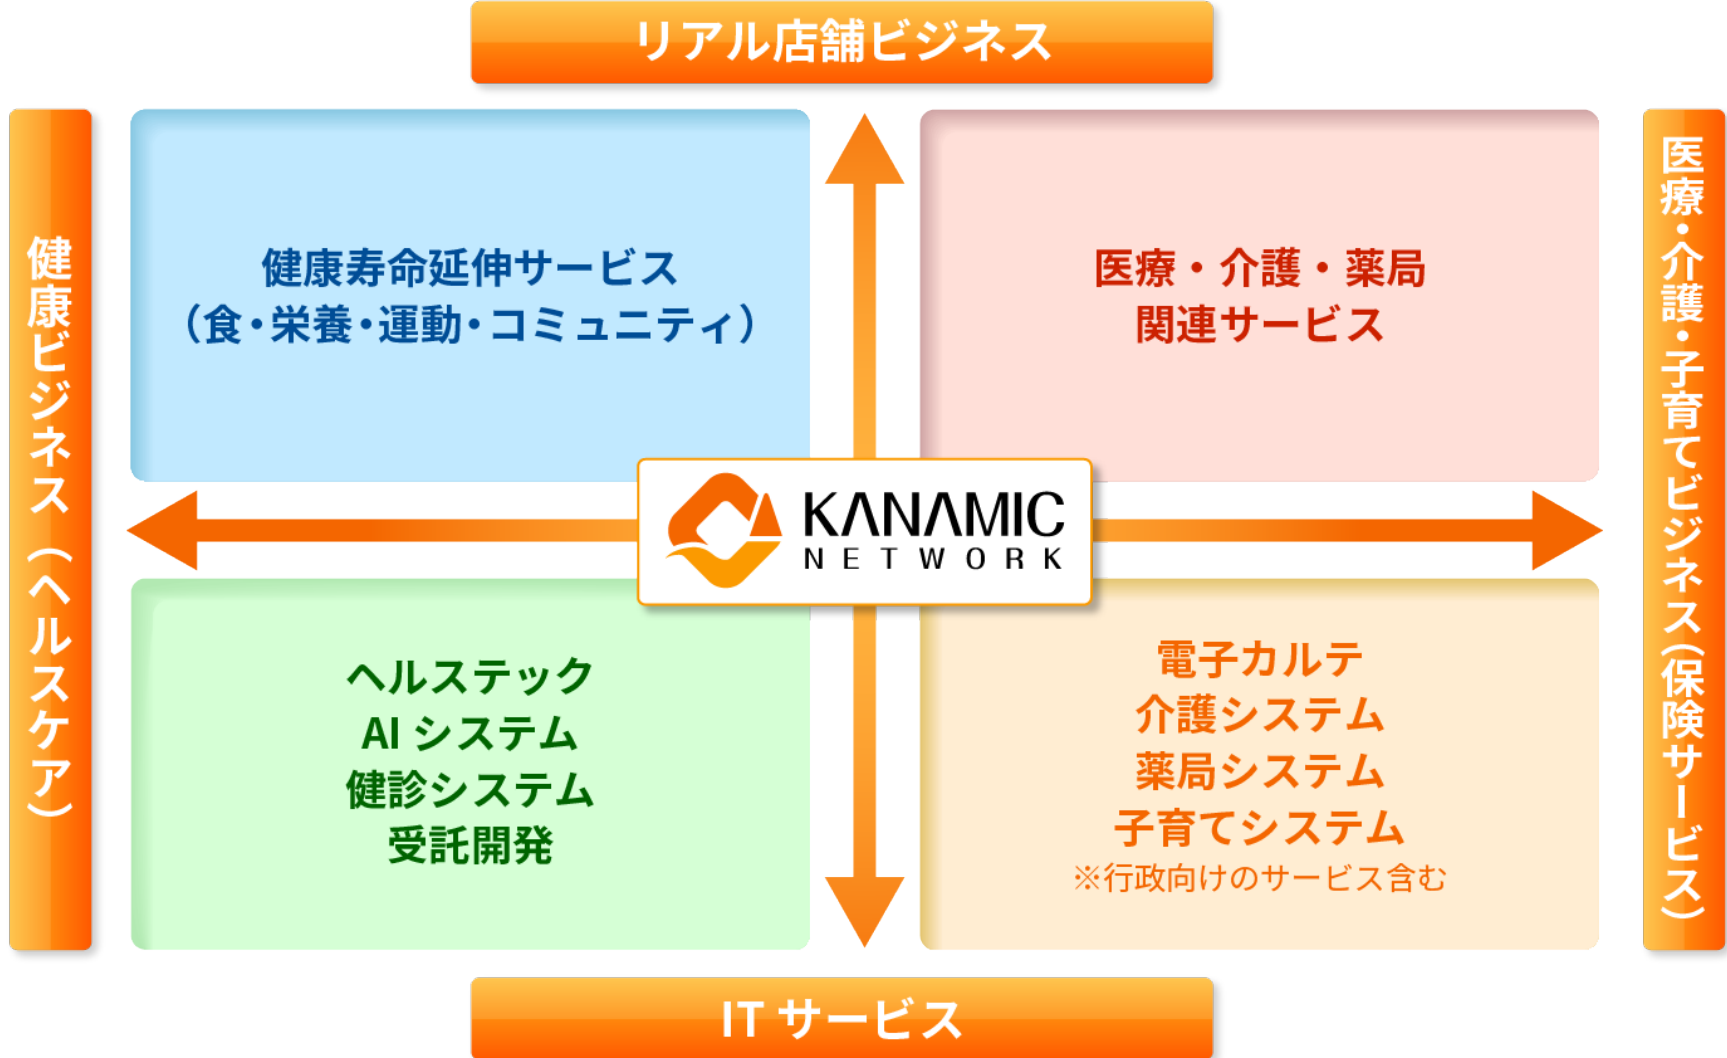 リアル店舗ビジネス
健康ビジネス（ヘルスケア）
健康寿命延伸サービス
（食・栄養・運動・コミュニティ）
医療・介護・薬局
関連サービス
医療・介護・子育てビジネス（保険サービス）
KANAMIC
NETWORK
ヘルステック
AI システム
健診システム
受託開発
電子カルテ
介護システム
薬局システム
子育てシステム
※行政向けのサービス含む
IT サービス